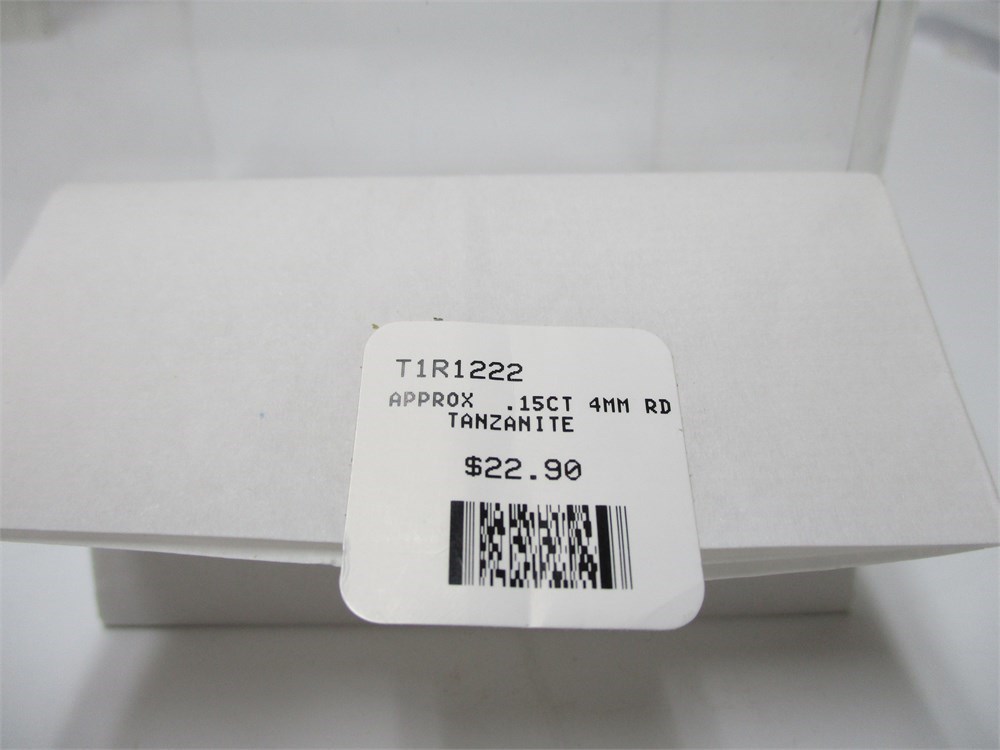 T1R1222
APPROX .15CT 4MM RD
TANZANITE
$22.90